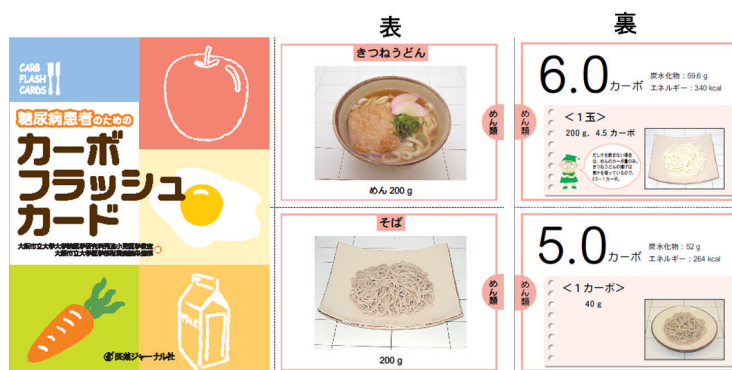 表
裏
CARB
FLASH
CARDS
糖尿病患者のための
カーボ
フラッシュ
カード
医薬ジャーナル社
きつねうどん
めん類
めん 200 g
めん類
6.0カーボ
炭水化物：59.6 g
エネルギー：340 kcal
＜1玉＞
200 g、4.5 カーボ
そば
めん類
200 g
めん類
5.0カーボ
炭水化物：52 g
エネルギー：264 kcal
＜1カーボ＞
40 g